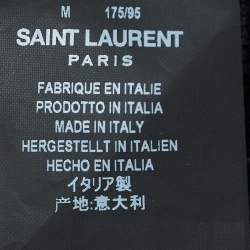 M 175/95
SAINT LAURENT
PARIS
FABRIQUE EN ITALIE
PRODOTTO IN ITALIA
MADE IN ITALY
HERGESTELLT IN ITALIEN
HECHO EN ITALIA
イタリア製
产地:意大利